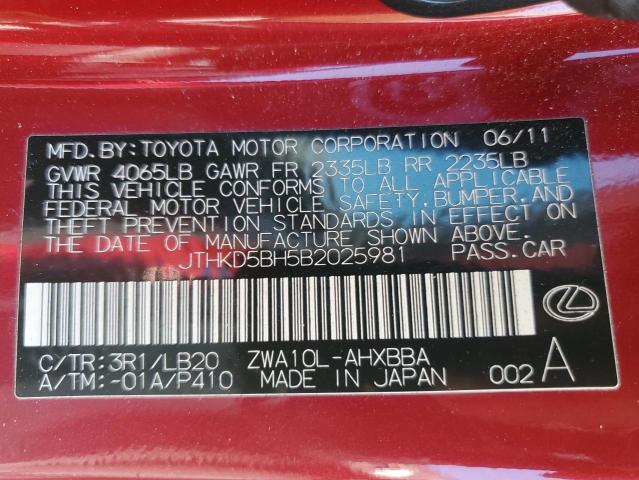 MFD.BY:TOYOTA MOTOR CORPORATION 06/11
GVWR 4065LB GAWR FR 2335LB RR 2235LB
THIS VEHICLE CONFORMS TO ALL APPLICABLE
FEDERAL MOTOR VEHICLE SAFETY,BUMPER,AND
THEFT PREVENTION STANDARDS IN EFFECT ON
THE DATE OF MANUFACTURE SHOWN ABOVE.
JTHKD5BH5B2025981 PASS.CAR
C/TR:3R1/LB20 ZWA10L-AHXBBA
A/TM:-01A/P410 MADE IN JAPAN 002 A